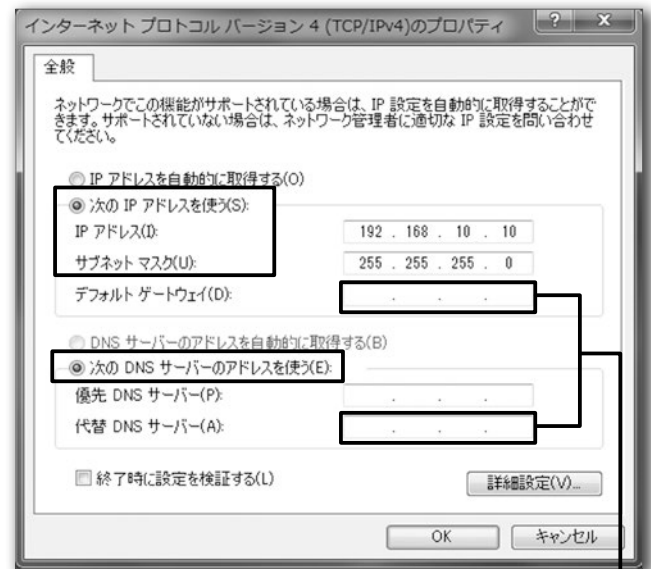 インターネット プロトコル バージョン 4 (TCP/IPv4)のプロパティ
? x
全般
ネットワークでこの機能がサポートされている場合は、IP 設定を自動的に取得することがで
きます。サポートされていない場合は、ネットワーク管理者に適切な IP 設定を問い合わせ
てください。
IP アドレスを自動的に取得する(O)
次の IP アドレスを使う(S):
IP アドレス(I): 192 . 168 . 10 . 10
サブネット マスク(U): 255 . 255 . 255 . 0
デフォルト ゲートウェイ(D): . . .
DNS サーバーのアドレスを自動的に取得する(B)
次の DNS サーバーのアドレスを使う(E):
優先 DNS サーバー(P): . . .
代替 DNS サーバー(A): . . .
終了時に設定を検証する(L)
詳細設定(V)...
OK キャンセル